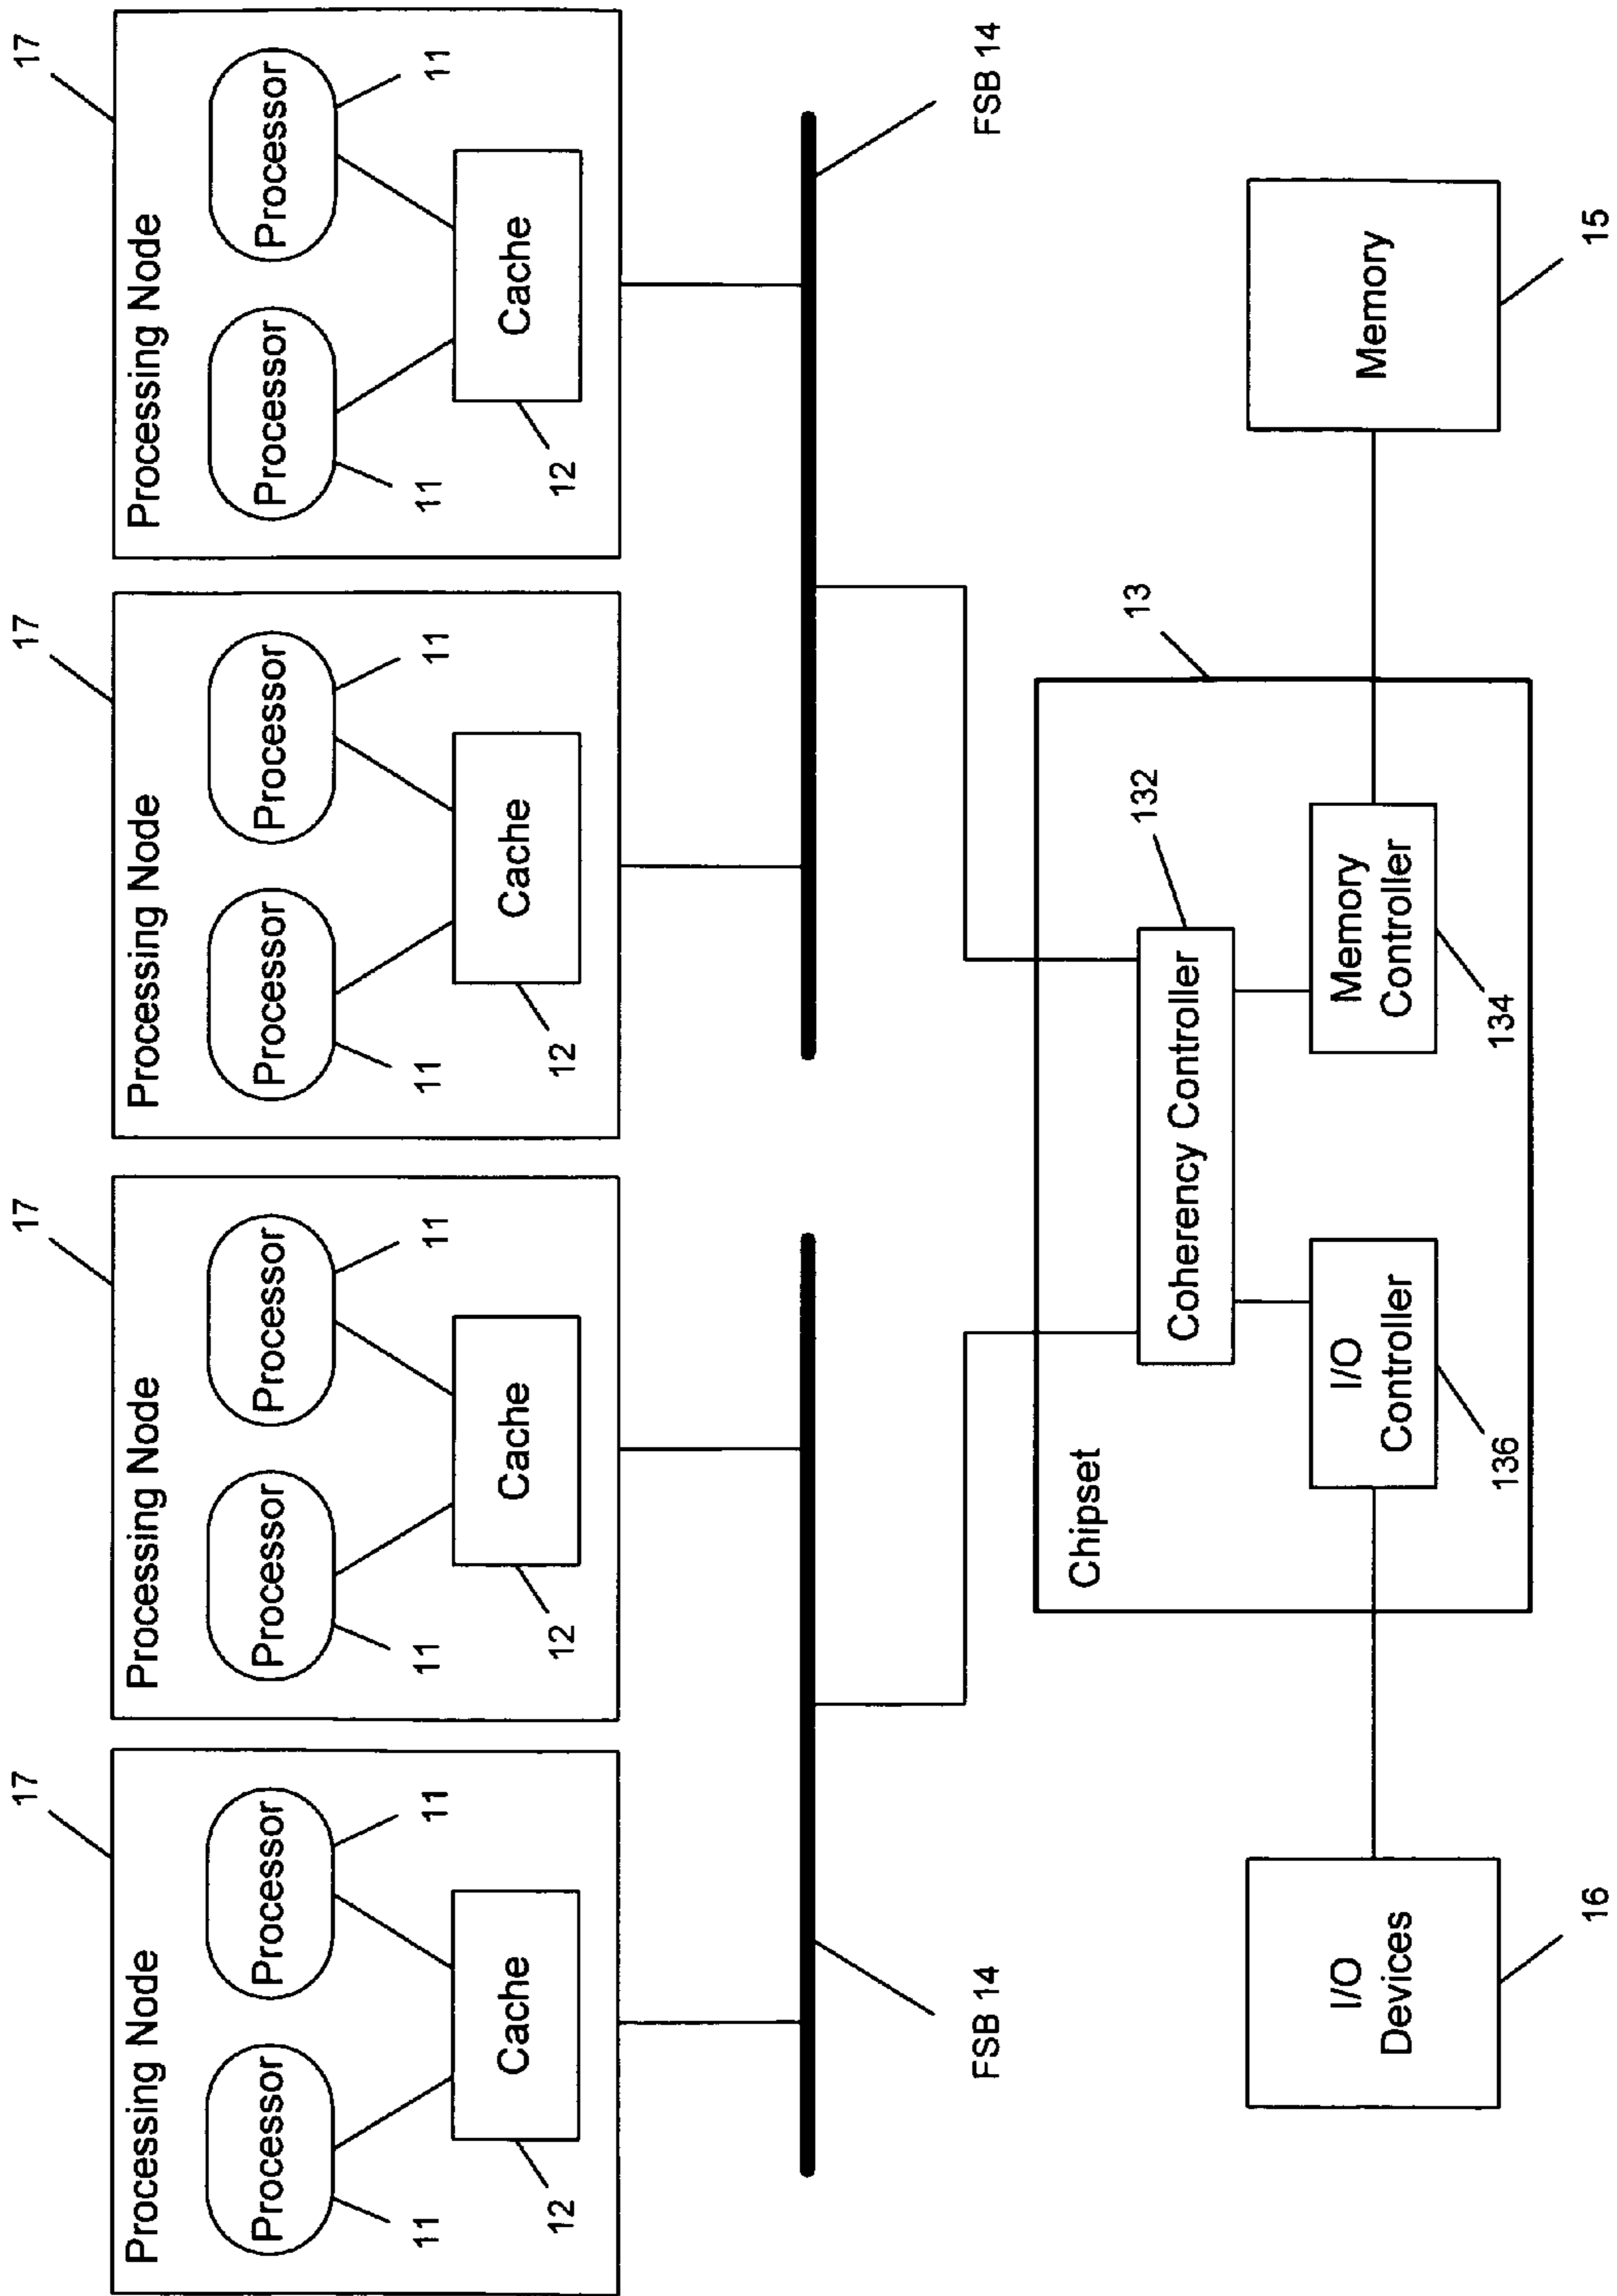 17
17
17
17
Processing Node
Processing Node
Processing Node
Processing Node
Processor
Processor
Processor
Processor
Processor
Processor
Processor
Processor
11
11
11
11
11
11
11
11
Cache
Cache
Cache
Cache
12
12
12
12
FSB 14
FSB 14
13
Chipset
Coherency Controller
132
I/O
Controller
136
Memory
Controller
134
I/O
Devices
16
Memory
15